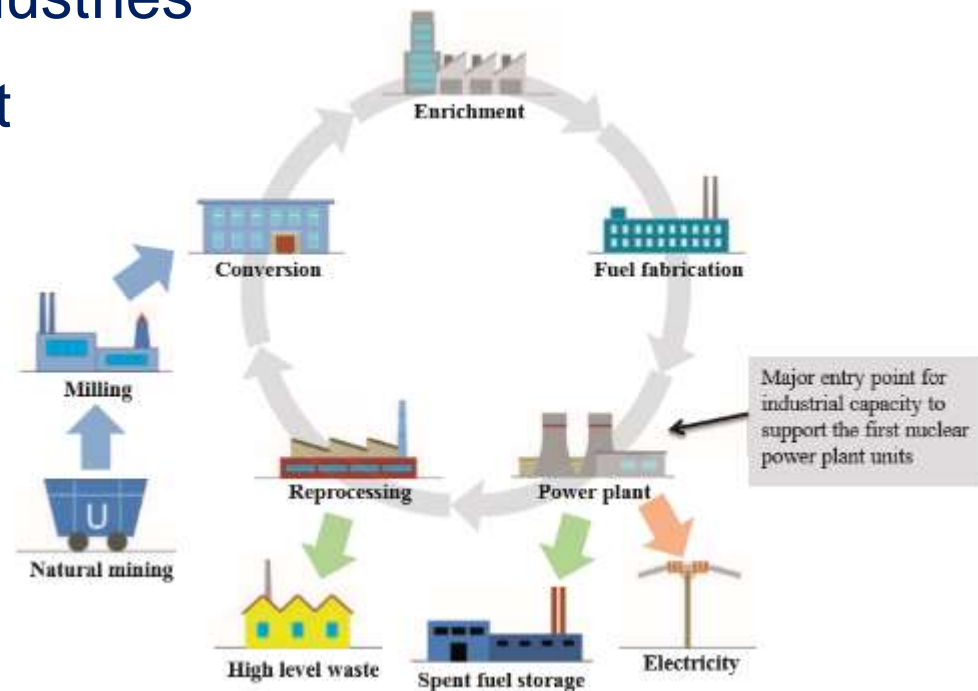 Enrichment
Conversion
Fuel fabrication
Milling
Major entry point for
industrial capacity to
support the first nuclear
power plant units
Reprocessing
Power plant
U
Natural mining
High level waste
Spent fuel storage
Electricity